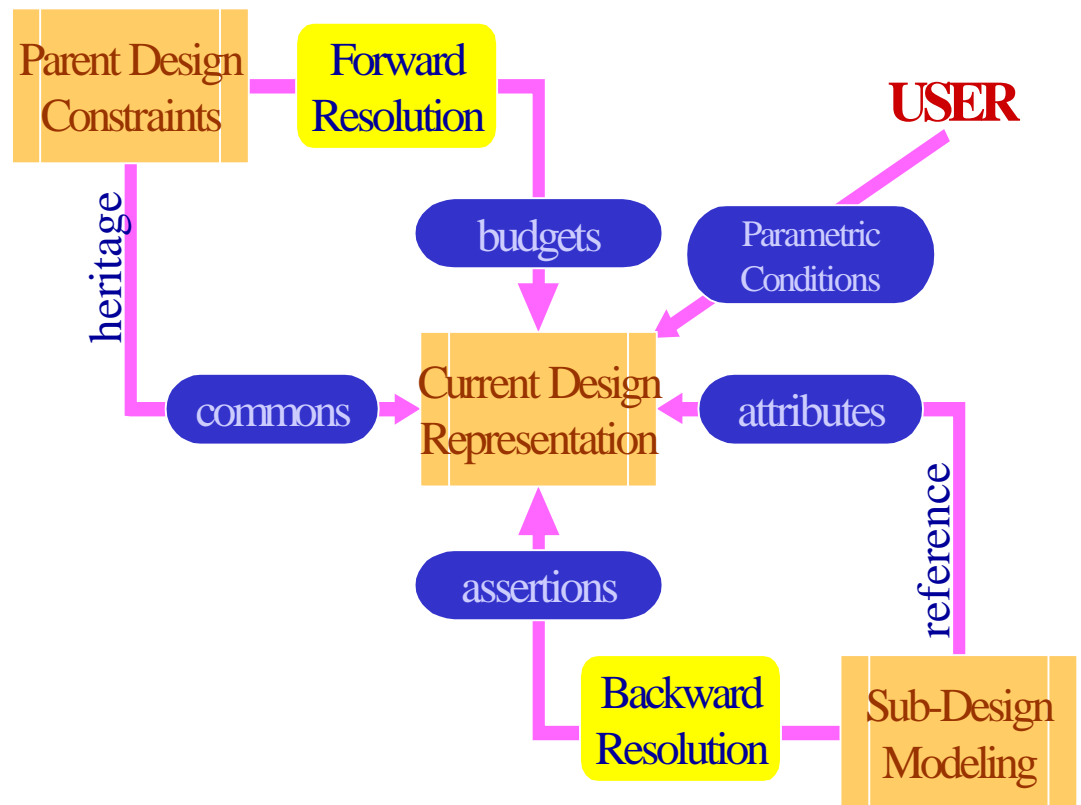 Parent Design
Constraints
Forward
Resolution
USER
heritage
budgets
Parametric
Conditions
commons
Current Design
Representation
attributes
assertions
reference
Backward
Resolution
Sub-Design
Modeling